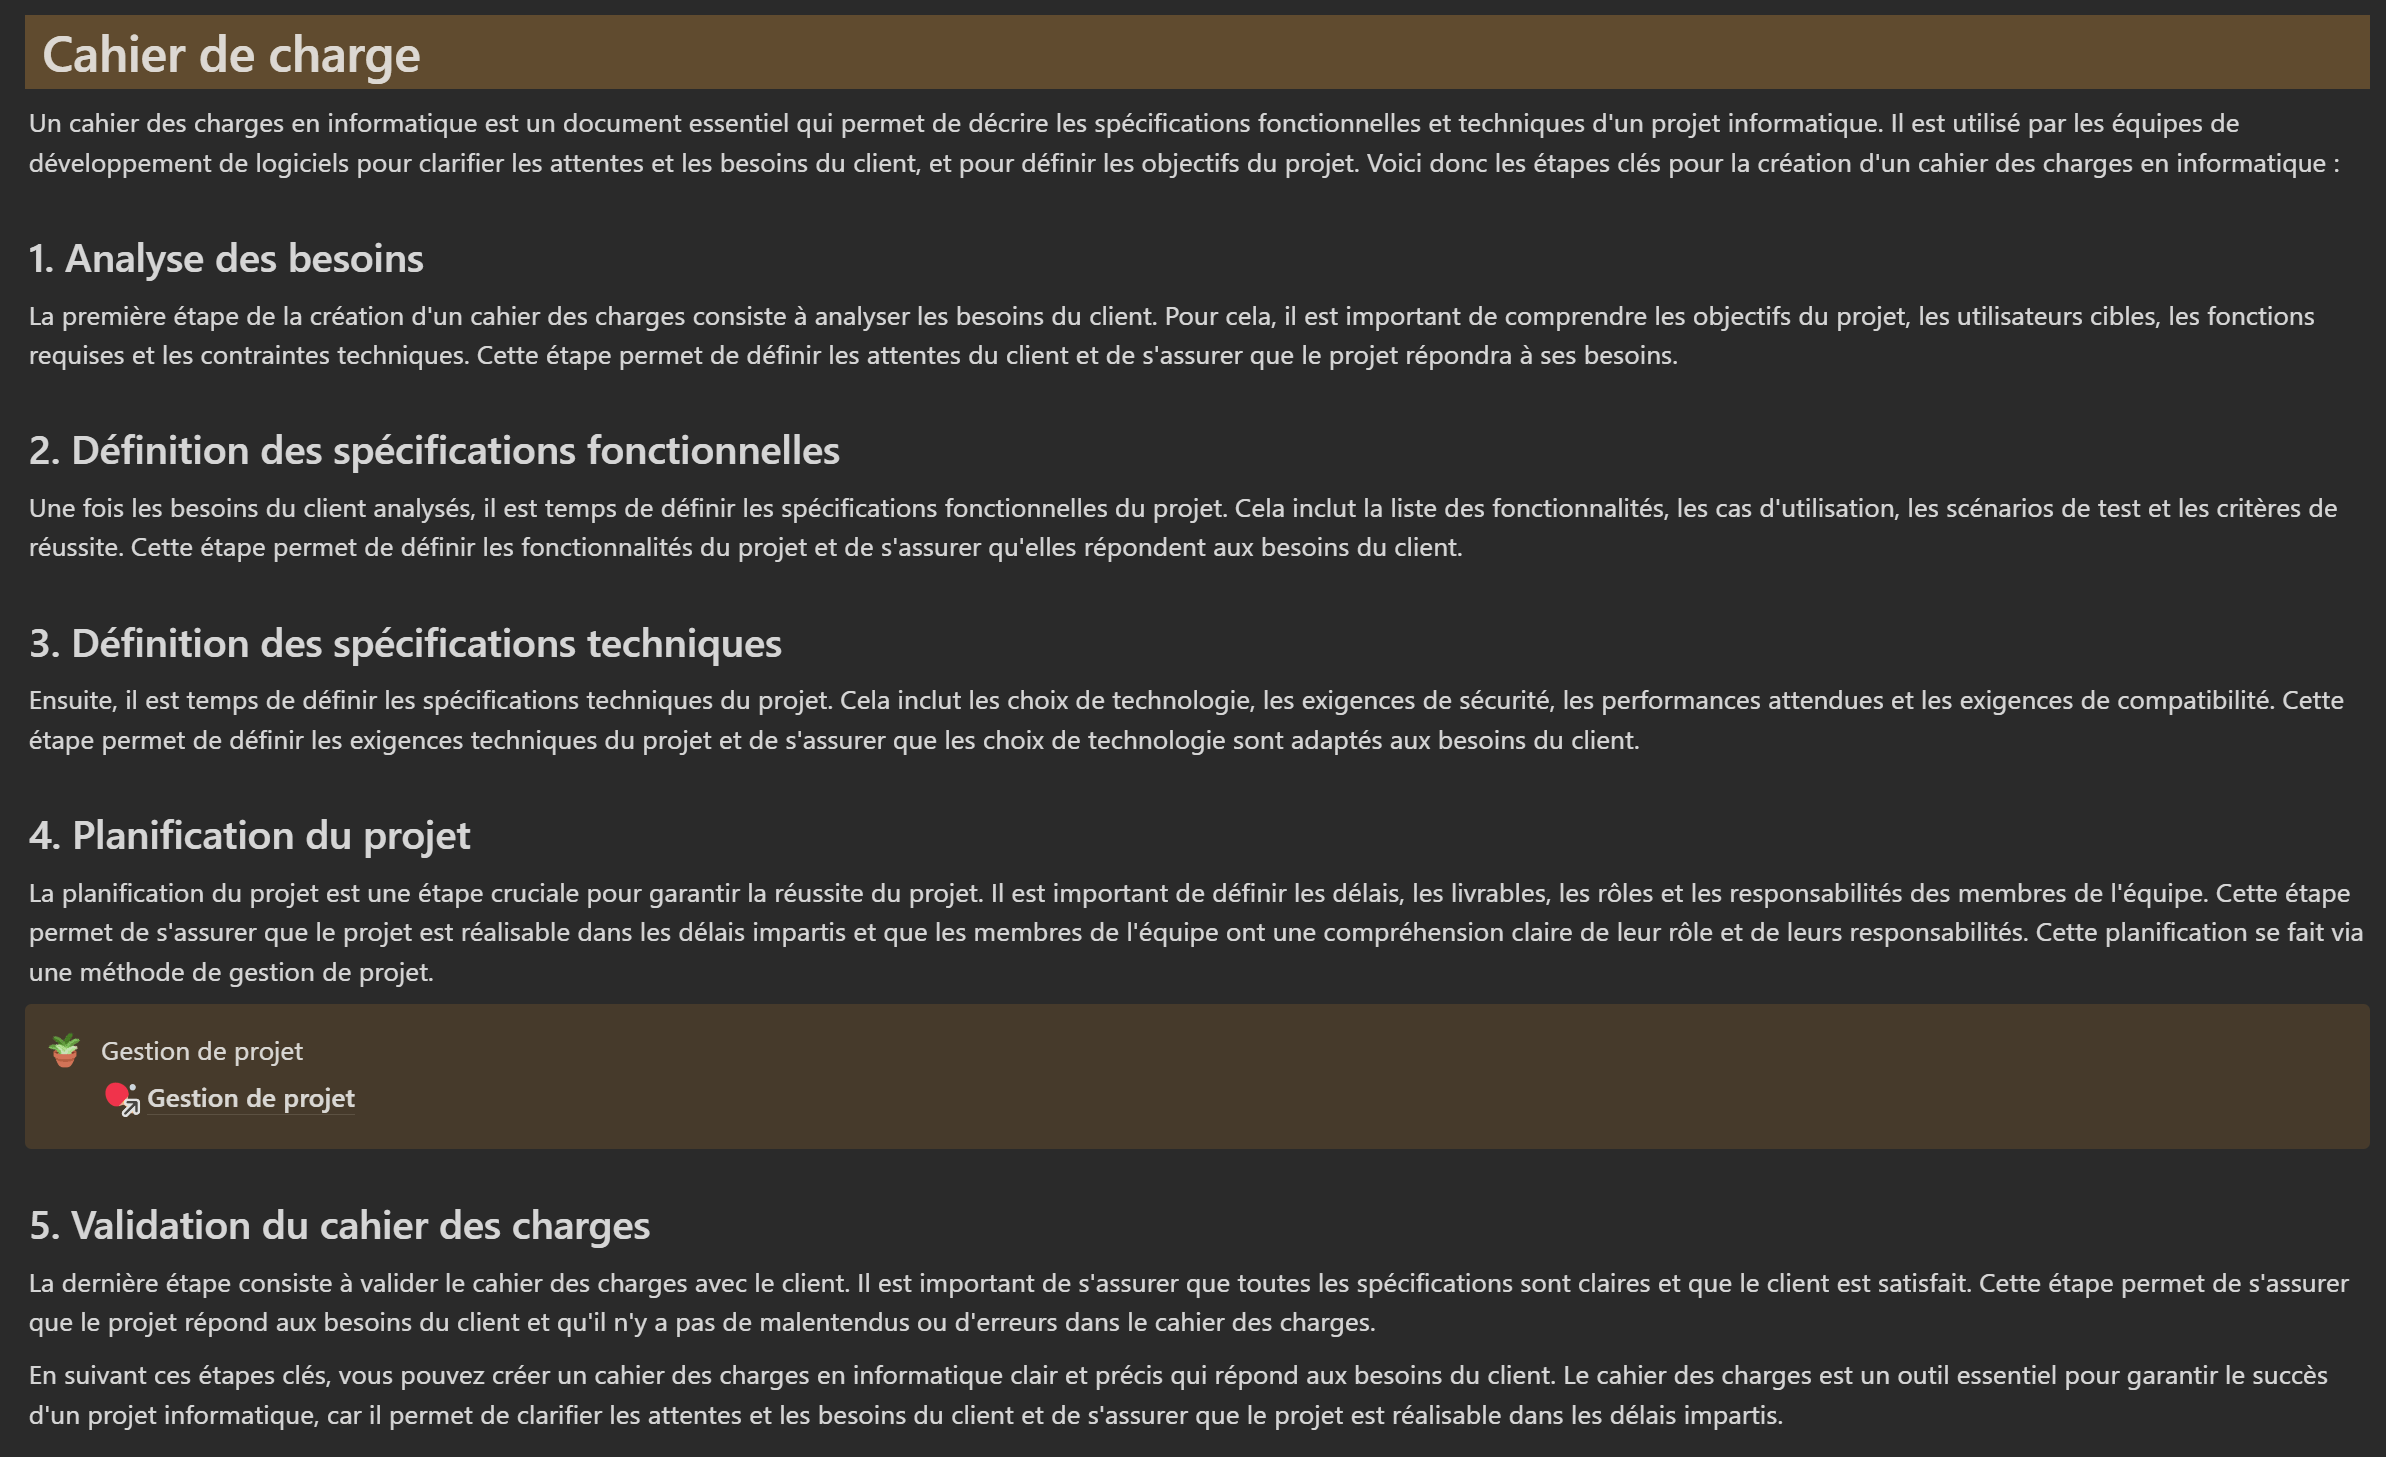 Cahier de charge
Un cahier des charges en informatique est un document essentiel qui permet de décrire les spécifications fonctionnelles et techniques d'un projet informatique. Il est utilisé par les équipes de
développement de logiciels pour clarifier les attentes et les besoins du client, et pour définir les objectifs du projet. Voici donc les étapes clés pour la création d'un cahier des charges en informatique :
1. Analyse des besoins
La première étape de la création d'un cahier des charges consiste à analyser les besoins du client. Pour cela, il est important de comprendre les objectifs du projet, les utilisateurs cibles, les fonctions
requises et les contraintes techniques. Cette étape permet de définir les attentes du client et de s'assurer que le projet répondra à ses besoins.
2. Définition des spécifications fonctionnelles
Une fois les besoins du client analysés, il est temps de définir les spécifications fonctionnelles du projet. Cela inclut la liste des fonctionnalités, les cas d'utilisation, les scénarios de test et les critères de
réussite. Cette étape permet de définir les fonctionnalités du projet et de s'assurer qu'elles répondent aux besoins du client.
3. Définition des spécifications techniques
Ensuite, il est temps de définir les spécifications techniques du projet. Cela inclut les choix de technologie, les exigences de sécurité, les performances attendues et les exigences de compatibilité. Cette
étape permet de définir les exigences techniques du projet et de s'assurer que les choix de technologie sont adaptés aux besoins du client.
4. Planification du projet
La planification du projet est une étape cruciale pour garantir la réussite du projet. Il est important de définir les délais, les livrables, les rôles et les responsabilités des membres de l'équipe. Cette étape
permet de s'assurer que le projet est réalisable dans les délais impartis et que les membres de l'équipe ont une compréhension claire de leur rôle et de leurs responsabilités. Cette planification se fait via
une méthode de gestion de projet.
Gestion de projet
Gestion de projet
5. Validation du cahier des charges
La dernière étape consiste à valider le cahier des charges avec le client. Il est important de s'assurer que toutes les spécifications sont claires et que le client est satisfait. Cette étape permet de s'assurer
que le projet répond aux besoins du client et qu'il n'y a pas de malentendus ou d'erreurs dans le cahier des charges.
En suivant ces étapes clés, vous pouvez créer un cahier des charges en informatique clair et précis qui répond aux besoins du client. Le cahier des charges est un outil essentiel pour garantir le succès
d'un projet informatique, car il permet de clarifier les attentes et les besoins du client et de s'assurer que le projet est réalisable dans les délais impartis.